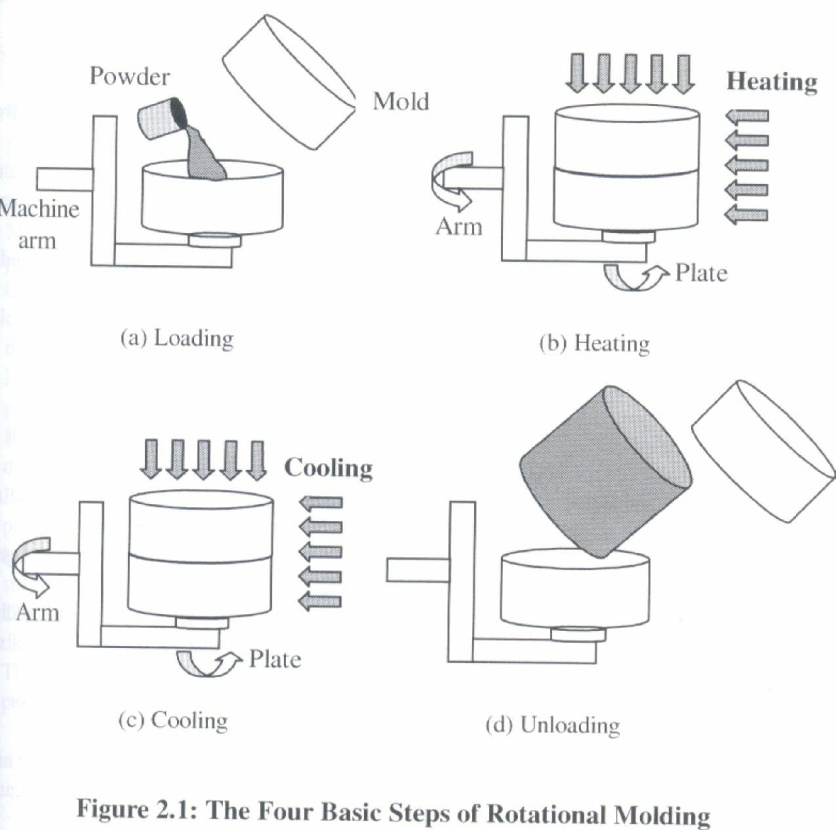 Powder
Mold
Machine
arm
(a) Loading
Heating
Arm
Plate
(b) Heating
Cooling
Arm
Plate
(c) Cooling
(d) Unloading
Figure 2.1: The Four Basic Steps of Rotational Molding